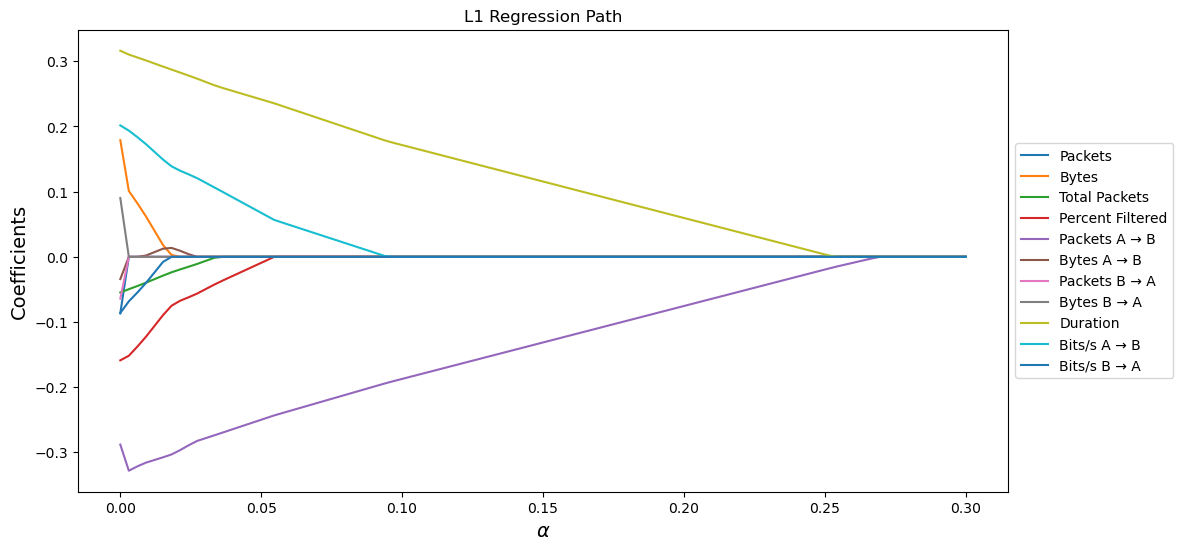 L1 Regression Path
Coefficients
0.3
0.2
0.1
0.0
−0.1
−0.2
−0.3
0.00
0.05
0.10
0.15
0.20
0.25
0.30
α
Packets
Bytes
Total Packets
Percent Filtered
Packets A → B
Bytes A → B
Packets B → A
Bytes B → A
Duration
Bits/s A → B
Bits/s B → A